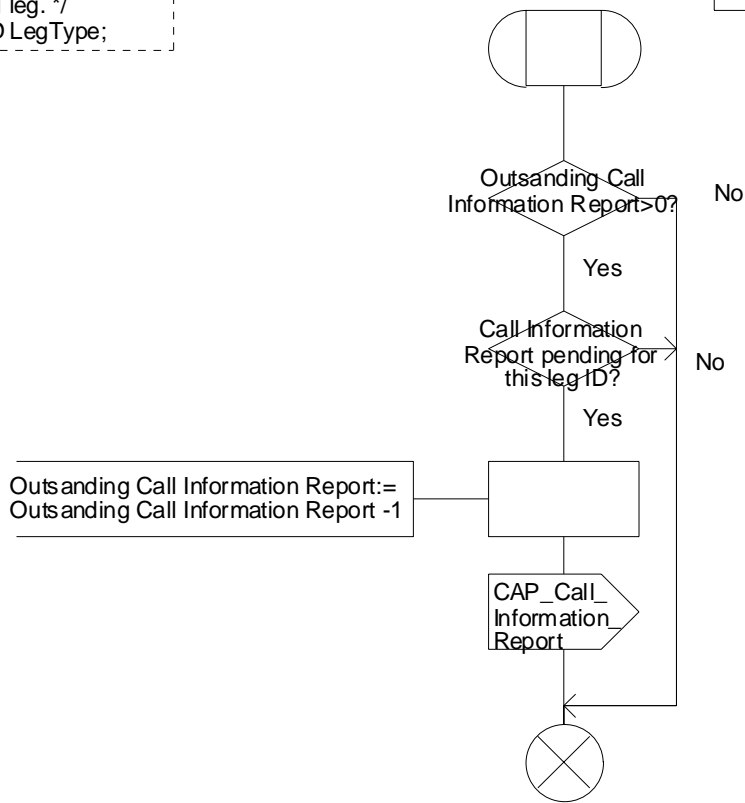 leg. */
LegType;
Outsanding Call
Information Report>0?
No
Yes
Call Information
Report pending for
this leg ID?
No
Yes
Outsanding Call Information Report:=
Outsanding Call Information Report -1
CAP_Call_
Information_
Report